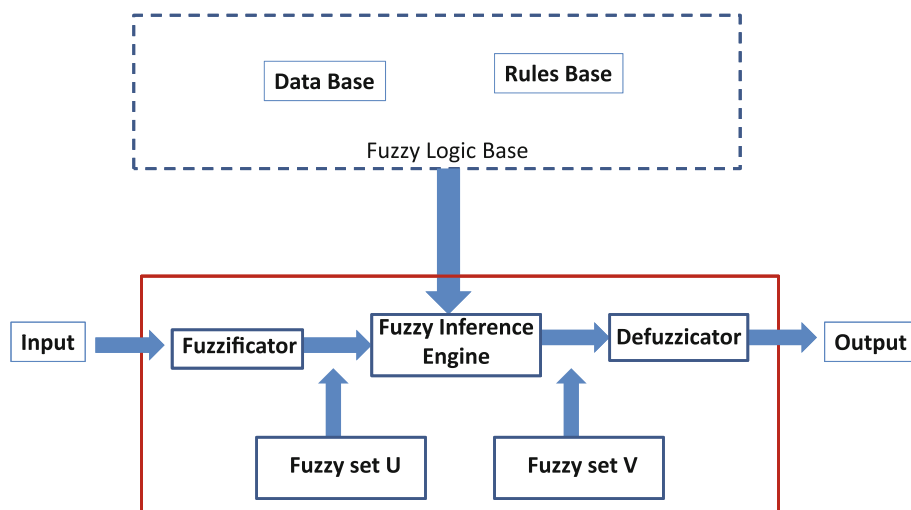 Data Base
Rules Base
Fuzzy Logic Base
Input
Fuzzificator
Fuzzy Inference
Engine
Defuzzicator
Output
Fuzzy set U
Fuzzy set V